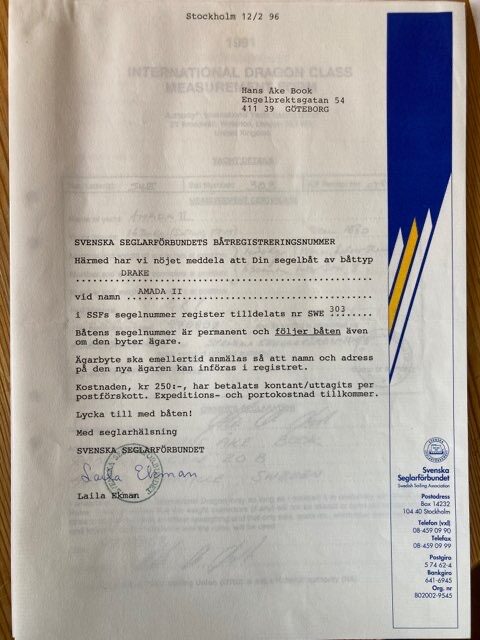 Stockholm 12/2 96
1991
INTERNATIONAL DRAGON CLASS
Hans Åke Book
Engelbrektsgatan 54
411 39 GÖTEBORG
SVENSKA SEGLARFÖRBUNDETS BÅTREGISTRERINGSNUMMER
Härmed har vi nöjet meddela att Din segelbåt av båttyp
DRAKE
vid namn AMADA II
i SSFs segelnummer register tilldelats nr SWE 303
Båtens segelnummer är permanent och följer båten även
om den byter ägare.
Ägarbyte ska emellertid anmälas så att namn och adress
på den nya ägaren kan införas i registret.
Kostnaden, kr 250:-, har betalats kontant/uttagits per
postförskott. Expeditions- och portokostnad tillkommer.
Lycka till med båten!
Med seglarhälsning
SVENSKA SEGLARFÖRBUNDET
Laila Ekman
Laila Ekman
Svenska
Seglarförbundet
Swedish Sailing Association
Postadress
Box 14232
104 40 Stockholm
Telefon (vxl)
08-459 09 90
Telefax
08-459 09 99
Postgiro
5 74 62-4
Bankgiro
641-6945
Org. nr
802002-9545